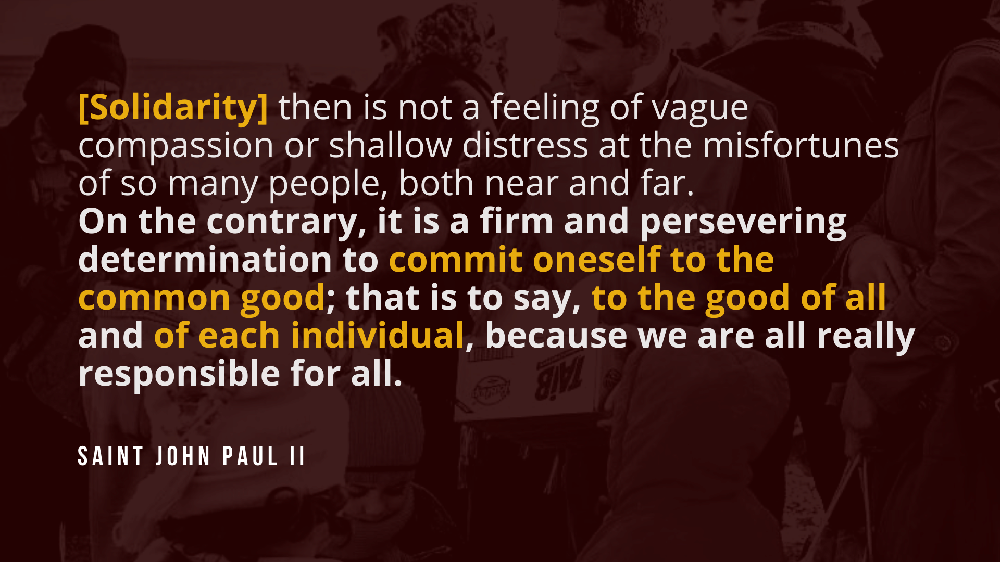 [Solidarity] then is not a feeling of vague
compassion or shallow distress at the misfortunes
of so many people, both near and far.
On the contrary, it is a firm and persevering
determination to commit oneself to the
common good; that is to say, to the good of all
and of each individual, because we are all really
responsible for all.
SAINT JOHN PAUL II
UNHCR
TAIB